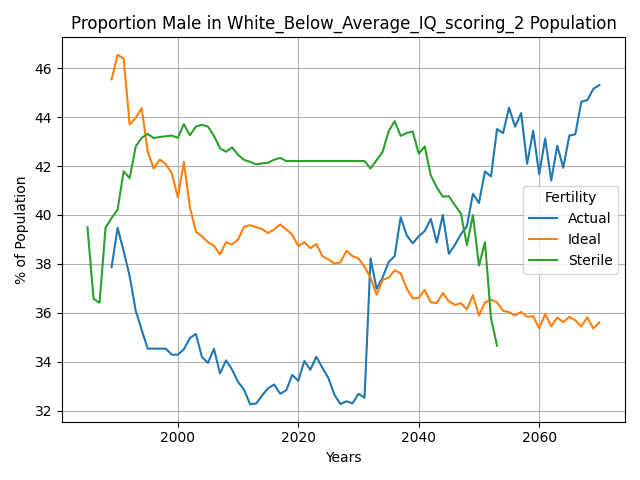 Proportion Male in White_Below_Average_IQ_scoring_2 Population
% of Population
46
44
42
40
38
36
34
32
Fertility
Actual
Ideal
Sterile
2000
2020
2040
2060
Years